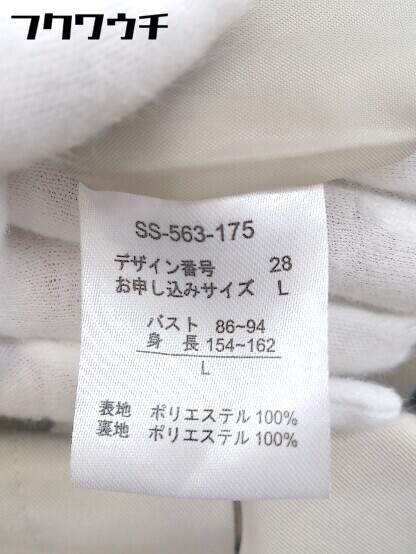 フクワウチ
SS-563-175
デザイン番号 28
お申し込みサイズ L
バスト 86~94
身長 154~162
L
表地 ポリエステル 100%
裏地 ポリエステル 100%